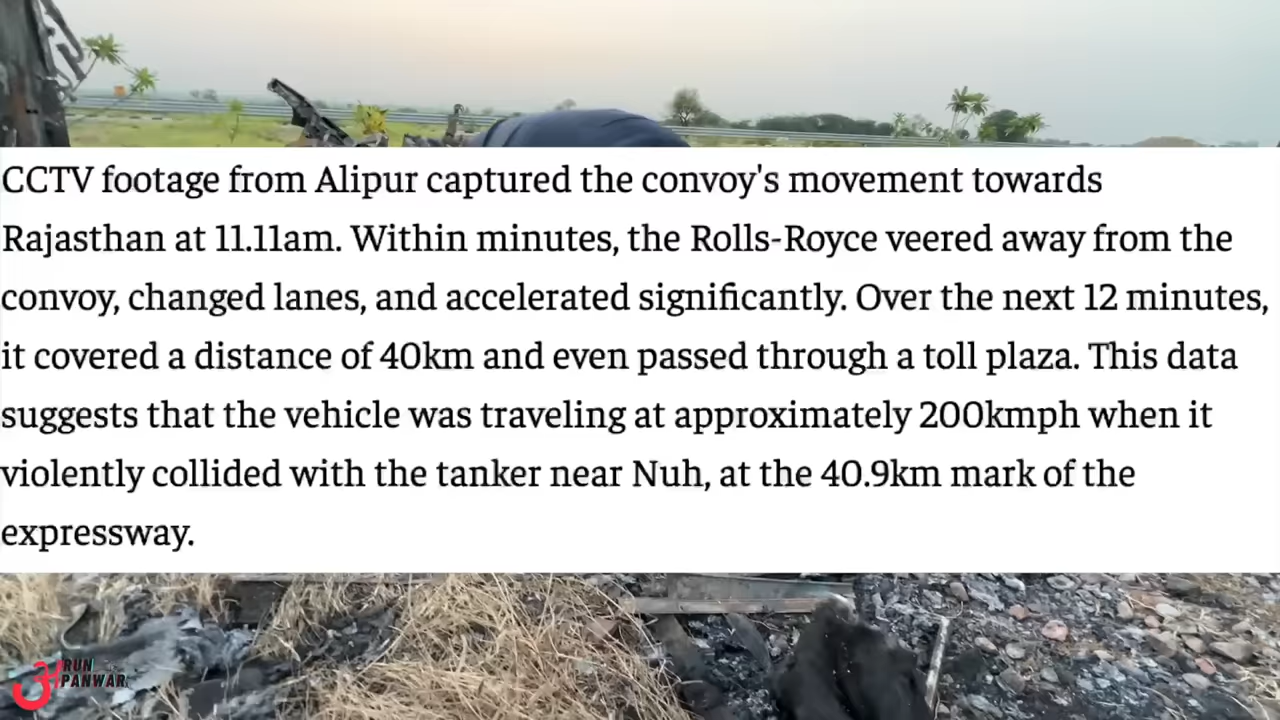 CCTV footage from Alipur captured the convoy's movement towards
Rajasthan at 11.11am. Within minutes, the Rolls-Royce veered away from the
convoy, changed lanes, and accelerated significantly. Over the next 12 minutes,
it covered a distance of 40km and even passed through a toll plaza. This data
suggests that the vehicle was traveling at approximately 200kmph when it
violently collided with the tanker near Nuh, at the 40.9km mark of the
expressway.
अRUN
PANWAR